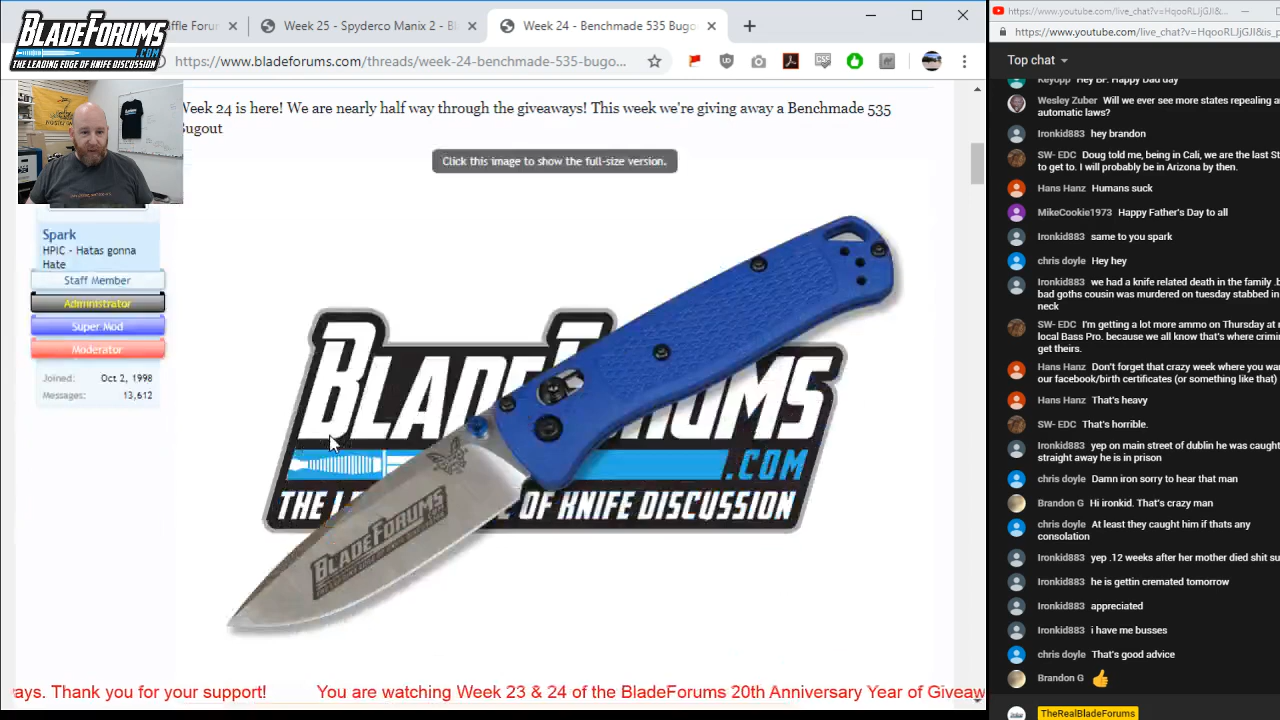 BLADEFORUMS
.COM
THE LEADING EDGE OF KNIFE DISCUSSION
Week 25 - Spyderco Manix 2 - Bl
Week 24 - Benchmade 535 Bugou
https://www.bladeforums.com/threads/week-24-benchmade-535-bugo...
Week 24 is here! We are nearly half way through the giveaways! This week we're giving away a Benchmade 535
Bugout
Click this image to show the full-size version.
Spark
HPIC - Hatas gonna
Hate
Staff Member
Administrator
Super Mod
Moderator
Joined: Oct 2, 1998
Messages: 13,612
.COM
THE LE E OF KNIFE DISCUSSION
BLADEFORUMS
ays. Thank you for your support! You are watching Week 23 & 24 of the BladeForums 20th Anniversary Year of Giveaw
https://www.youtube.com/live_chat?v=HqooRLJjGJI&...
https://www.youtube.com/live_chat?v=HqooRLJjGJI&is_p
Top chat
KeyOpp Hey BF. Happy Dad day
Wesley Zuber Will we ever see more states repealing a
automatic laws?
Ironkid883 hey brandon
SW- EDC Doug told me, being in Cali, we are the last St
to get to. I will probably be in Arizona by then.
Hans Hanz Humans suck
MikeCookie1973 Happy Father's Day to all
Ironkid883 same to you spark
chris doyle Hey hey
Ironkid883 we had a knife related death in the family .b
bad goths cousin was murdered on tuesday stabbed in
neck
SW- EDC I'm getting a lot more ammo on Thursday at m
local Bass Pro. because we all know that's where crimin
get theirs.
Hans Hanz Don't forget that crazy week where you wan
our facebook/birth certificates (or something like that)
Hans Hanz That's heavy
SW- EDC That's horrible.
Ironkid883 yep on main street of dublin he was caught
straight away he is in prison
chris doyle Damn iron sorry to hear that man
Brandon G Hi ironkid. That's crazy man
chris doyle At least they caught him if thats any
consolation
Ironkid883 yep .12 weeks after her mother died shit su
Ironkid883 he is gettin cremated tomorrow
Ironkid883 appreciated
Ironkid883 i have me busses
chris doyle That's good advice
Brandon G
TheRealBladeForums